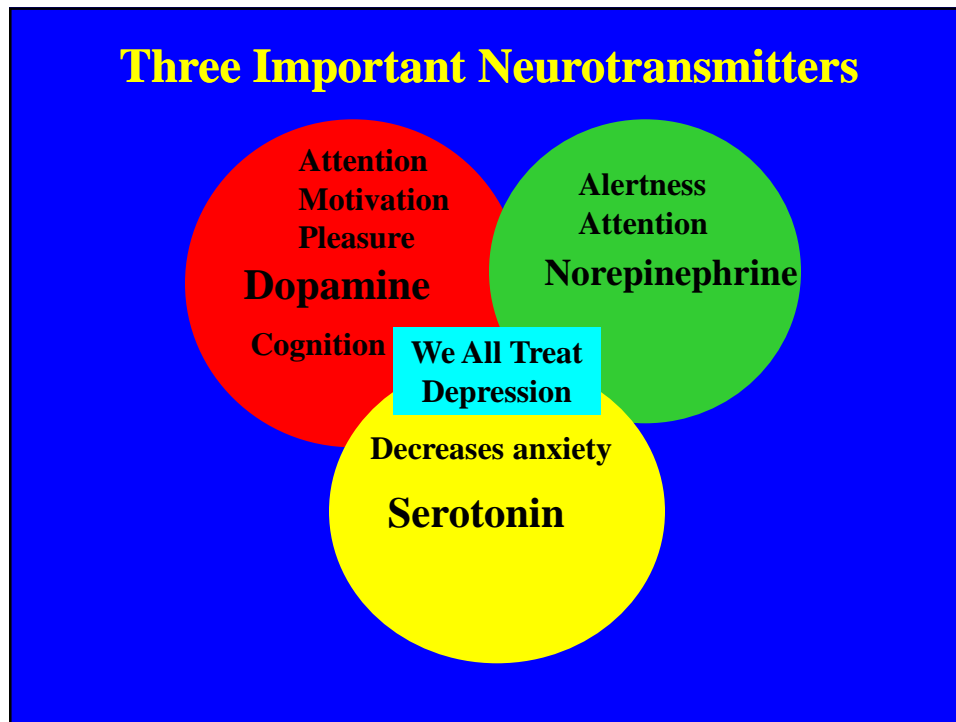 Three Important Neurotransmitters
Attention
Motivation
Pleasure
Dopamine
Cognition
Alertness
Attention
Norepinephrine
We All Treat
Depression
Decreases anxiety
Serotonin